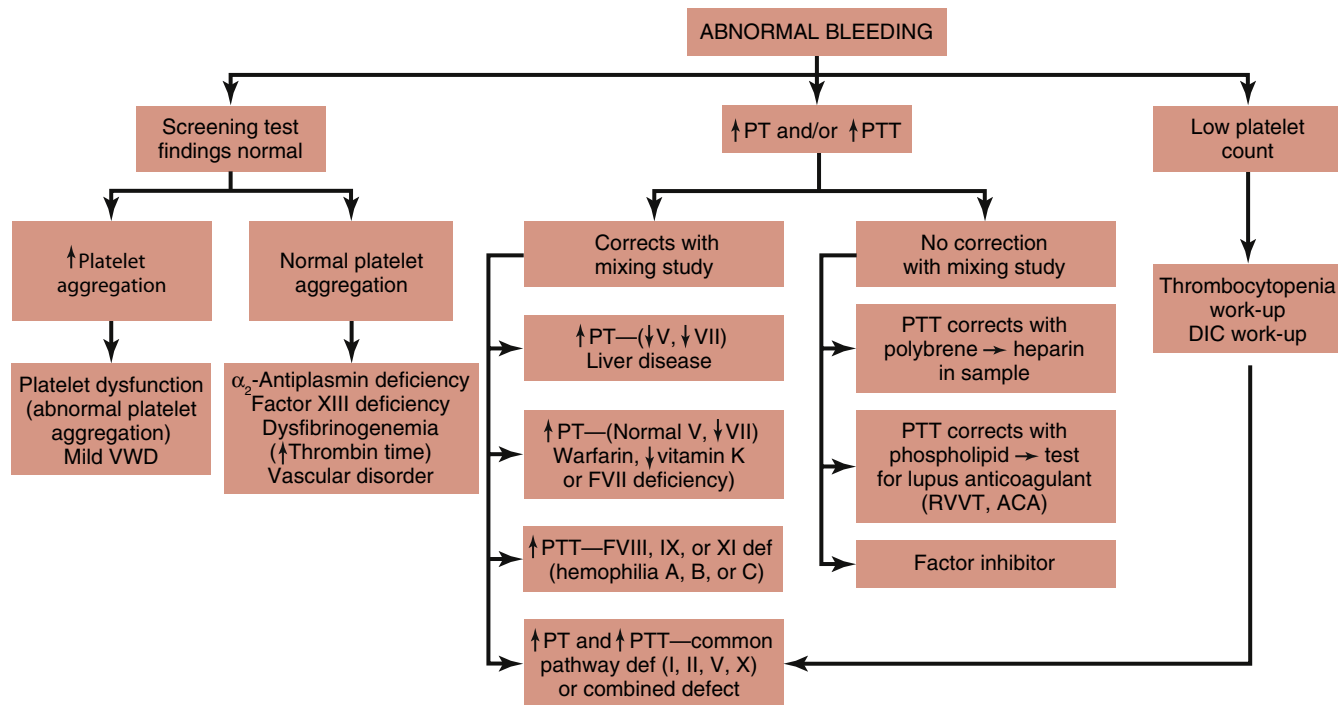 ABNORMAL BLEEDING
Screening test
findings normal
↑PT and/or ↑PTT
Low platelet
count
↑Platelet
aggregation
Normal platelet
aggregation
Corrects with
mixing study
No correction
with mixing study
Thrombocytopenia
work-up
DIC work-up
Platelet dysfunction
(abnormal platelet
aggregation)
Mild VWD
α₂-Antiplasmin deficiency
Factor XIII deficiency
Dysfibrinogenemia
(↑Thrombin time)
Vascular disorder
↑PT—(↓V, ↓VII)
Liver disease
↑PT—(Normal V, ↓VII)
Warfarin, ↓vitamin K
or FVII deficiency)
↑PTT—FVIII, IX, or XI def
(hemophilia A, B, or C)
↑PT and ↑PTT—common
pathway def (I, II, V, X)
or combined defect
PTT corrects with
polybrene → heparin
in sample
PTT corrects with
phospholipid → test
for lupus anticoagulant
(RVVT, ACA)
Factor inhibitor